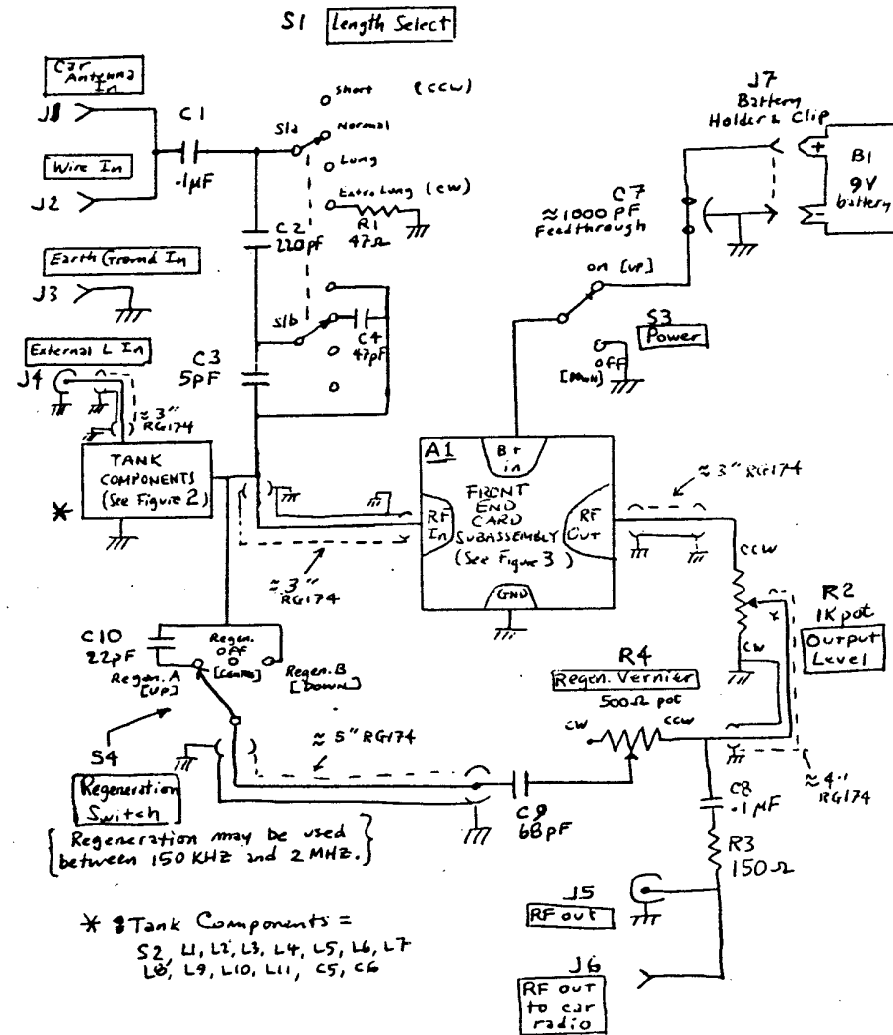 S1 Length Select
Car Antenna In
J1
C1
.1µF
Wire In
J2
S1a
Short (CCW)
Normal
Long
Extra Long (CW)
R1
47Ω
C2
220pf
Earth Ground In
J3
S1b
C4
47pF
C3
5pF
External L In
J4
≈3"
RG174
TANK
COMPONENTS
(See Figure 2)
*
J7
Battery
Holder & Clip
+
-
B1
9V
battery
C7
≈1000 PF
Feedthrough
on [UP]
S3
Power
OFF
[DOWN]
A1
B+
in
FRONT
END
CARD
SUBASSEMBLY
(See Figure 3)
RF
In
RF
Out
GND
≈3"
RG174
≈3" RG174
CCW
CW
R2
1K pot
Output
Level
C10
22pF
Regen.
OFF
Regen. A
[UP]
Regen. B
[DOWN]
S4
Regeneration
Switch
{Regeneration may be used
between 150 KHZ and 2 MHZ.}
≈5" RG174
R4
Regen. Vernier
500Ω pot
CW
CCW
C9
68pF
≈4"
RG174
C8
.1µF
R3
150Ω
J5
RF out
J6
RF out
to car
radio
* Tank Components =
S2, L1, L2, L3, L4, L5, L6, L7
L8, L9, L10, L11, C5, C6